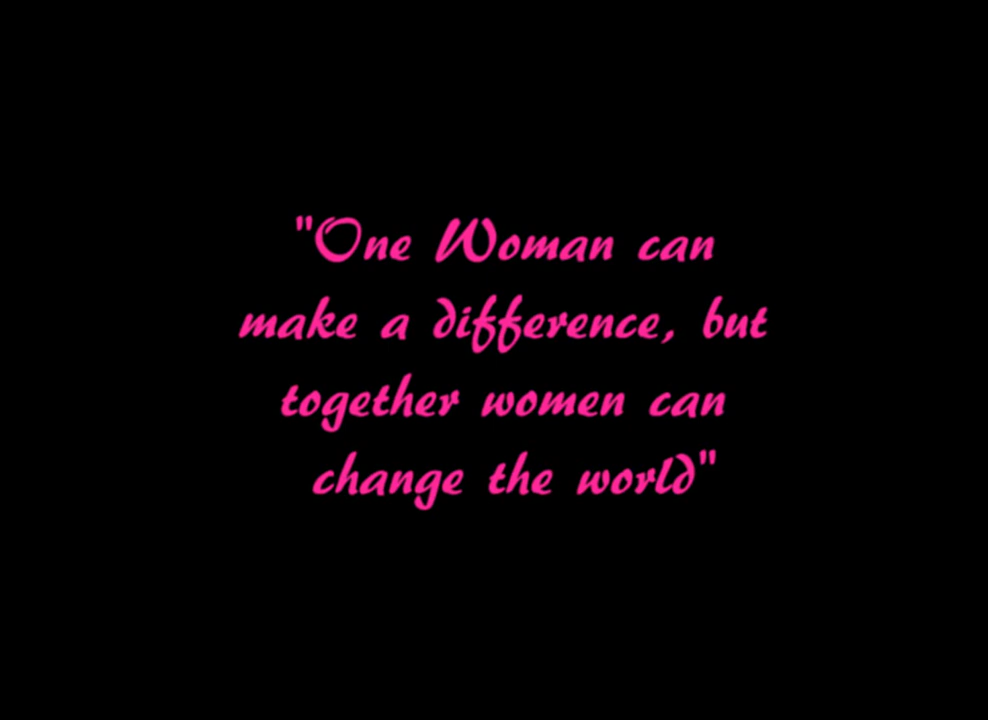 "One Woman can
make a difference, but
together women can
change the world"